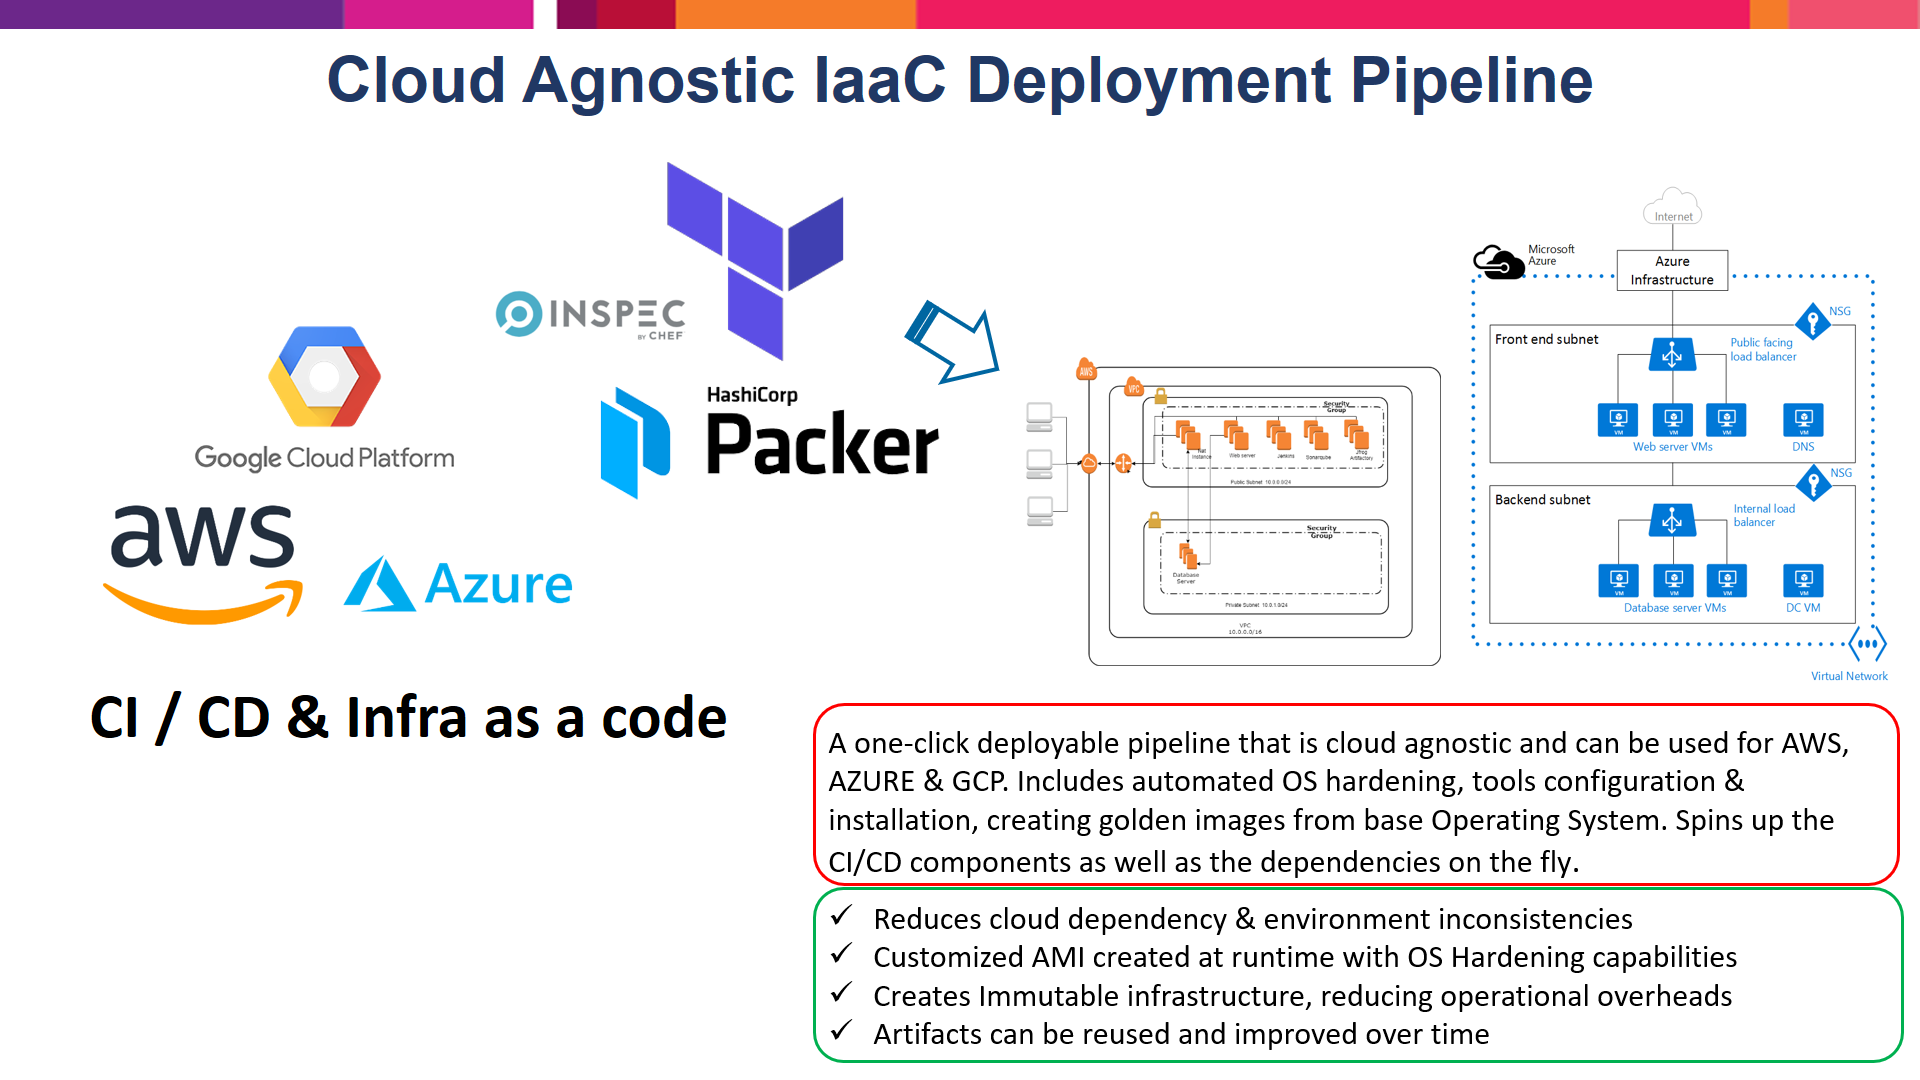 Cloud Agnostic IaaC Deployment Pipeline
INSPEC
BY CHEF
Google Cloud Platform
HashiCorp
Packer
aws
Azure
CI / CD & Infra as a code
AWS
VPC
Security
Group
Nat
Instance
Web server
Jenkins
Sonarqube
Jfrog
Artifactory
Public Subnet 10.0.0.0/24
Security
Group
Database
Server
Private Subnet 10.0.1.0/24
VPC
10.0.0.0/16
Internet
Microsoft
Azure
Azure
Infrastructure
NSG
Front end subnet
Public facing
load balancer
VM
VM
VM
VM
Web server VMs
DNS
NSG
Backend subnet
Internal load
balancer
VM
VM
VM
VM
Database server VMs
DC VM
Virtual Network
A one-click deployable pipeline that is cloud agnostic and can be used for AWS,
AZURE & GCP. Includes automated OS hardening, tools configuration &
installation, creating golden images from base Operating System. Spins up the
CI/CD components as well as the dependencies on the fly.
✓ Reduces cloud dependency & environment inconsistencies
✓ Customized AMI created at runtime with OS Hardening capabilities
✓ Creates Immutable infrastructure, reducing operational overheads
✓ Artifacts can be reused and improved over time